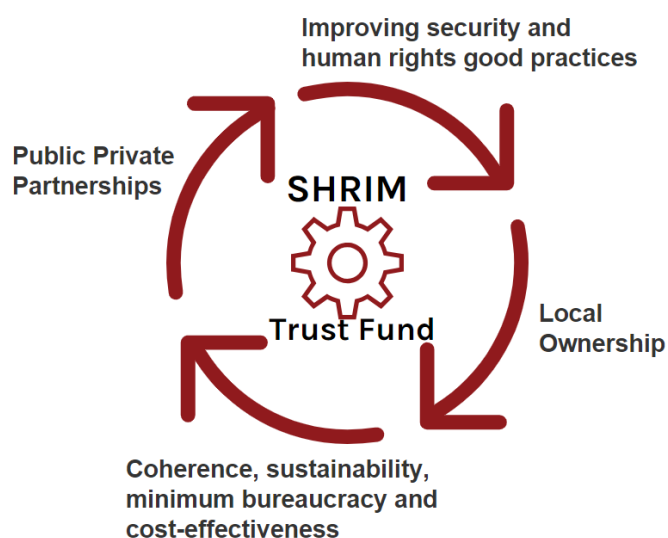 Improving security and
human rights good practices
Public Private
Partnerships
SHRIM
Trust Fund
Local
Ownership
Coherence, sustainability,
minimum bureaucracy and
cost-effectiveness